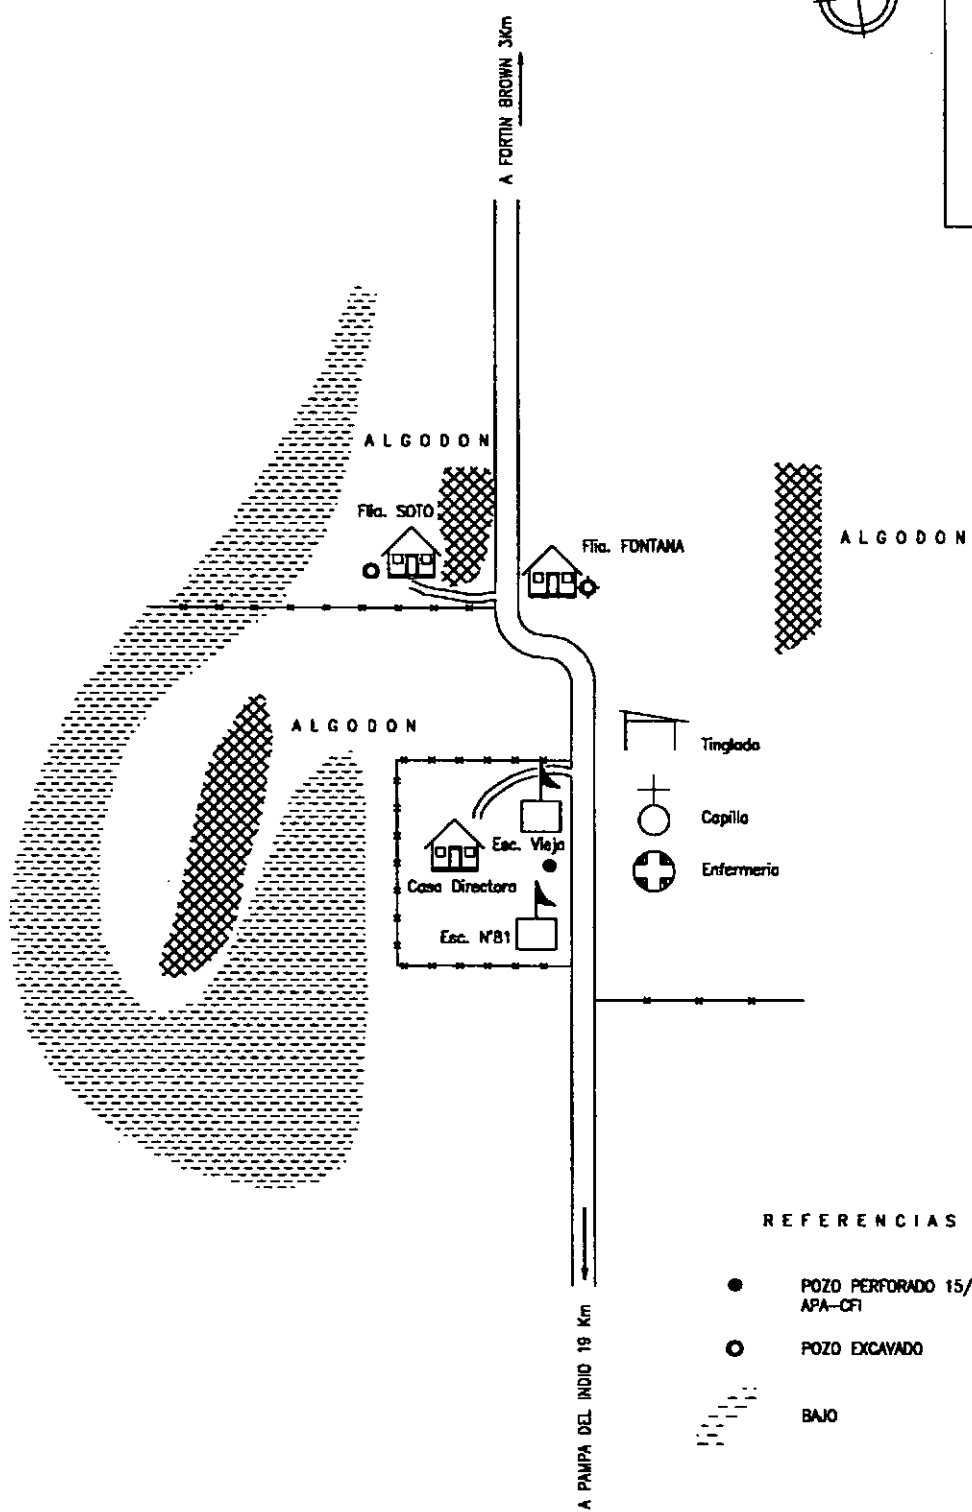 A FORTIN BROWN 3Km
ALGODON
Flia. SOTO
Flia. FONTANA
ALGODON
ALGODON
Tinglado
Capilla
Esc. Vieja
Enfermeria
Casa Directora
Esc. N°81
REFERENCIAS
POZO PERFORADO 15/
APA-CFI
POZO EXCAVADO
BAJO
A PAMPA DEL INDIO 19 Km